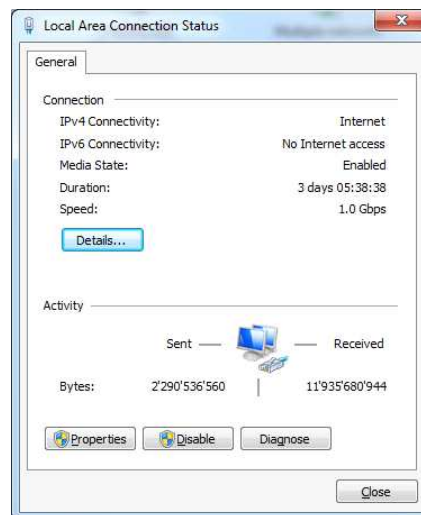 Local Area Connection Status
General
Connection
IPv4 Connectivity: Internet
IPv6 Connectivity: No Internet access
Media State: Enabled
Duration: 3 days 05:38:38
Speed: 1.0 Gbps
Details...
Activity
Sent Received
Bytes: 2'290'536'560 11'935'680'944
Properties Disable Diagnose
Close